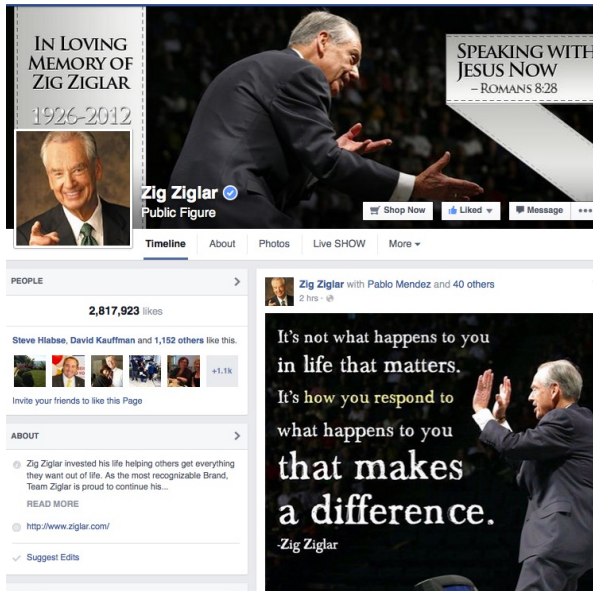 IN LOVING
MEMORY OF
ZIG ZIGLAR
1926-2012
SPEAKING WITH
JESUS NOW
– ROMANS 8:28
Zig Ziglar
Public Figure
Shop Now
Liked
Message
Timeline
About
Photos
Live SHOW
More
PEOPLE
2,817,923 likes
Steve Hlabse, David Kauffman and 1,152 others like this.
+1.1k
Invite your friends to like this Page
ABOUT
Zig Ziglar invested his life helping others get everything
they want out of life. As the most recognizable Brand,
Team Ziglar is proud to continue his...
READ MORE
http://www.ziglar.com/
Suggest Edits
Zig Ziglar with Pablo Mendez and 40 others
2 hrs ·
It's not what happens to you
in life that matters.
It's how you respond to
what happens to you
that makes
a difference.
-Zig Ziglar